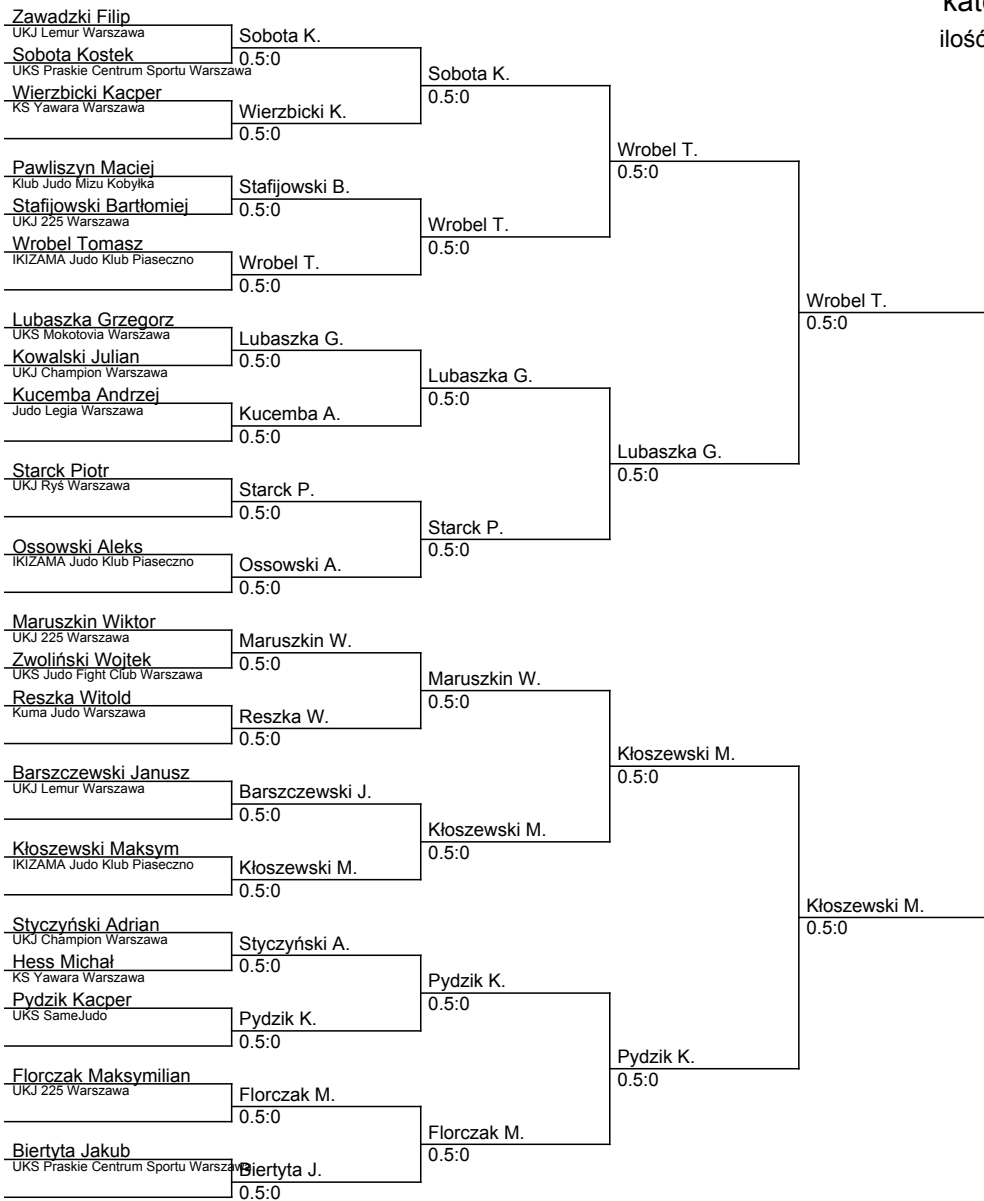 kat
ilość
Zawadzki Filip
UKJ Lemur Warszawa
Sobota Kostek
UKS Praskie Centrum Sportu Warszawa
Wierzbicki Kacper
KS Yawara Warszawa
Pawliszyn Maciej
Klub Judo Mizu Kobyłka
Stafijowski Bartłomiej
UKJ 225 Warszawa
Wrobel Tomasz
IKIZAMA Judo Klub Piaseczno
Lubaszka Grzegorz
UKS Mokotovia Warszawa
Kowalski Julian
UKJ Champion Warszawa
Kucemba Andrzej
Judo Legia Warszawa
Starck Piotr
UKJ Ryś Warszawa
Ossowski Aleks
IKIZAMA Judo Klub Piaseczno
Maruszkin Wiktor
UKJ 225 Warszawa
Zwoliński Wojtek
UKS Judo Fight Club Warszawa
Reszka Witold
Kuma Judo Warszawa
Barszczewski Janusz
UKJ Lemur Warszawa
Kłoszewski Maksym
IKIZAMA Judo Klub Piaseczno
Styczyński Adrian
UKJ Champion Warszawa
Hess Michał
KS Yawara Warszawa
Pydzik Kacper
UKS SameJudo
Florczak Maksymilian
UKJ 225 Warszawa
Biertyta Jakub
UKS Praskie Centrum Sportu Warszawa
Sobota K.
0.5:0
Wierzbicki K.
0.5:0
Stafijowski B.
0.5:0
Wrobel T.
0.5:0
Lubaszka G.
0.5:0
Kucemba A.
0.5:0
Starck P.
0.5:0
Ossowski A.
0.5:0
Maruszkin W.
0.5:0
Reszka W.
0.5:0
Barszczewski J.
0.5:0
Kłoszewski M.
0.5:0
Styczyński A.
0.5:0
Pydzik K.
0.5:0
Florczak M.
0.5:0
Biertyta J.
0.5:0
Sobota K.
0.5:0
Wrobel T.
0.5:0
Lubaszka G.
0.5:0
Starck P.
0.5:0
Maruszkin W.
0.5:0
Kłoszewski M.
0.5:0
Pydzik K.
0.5:0
Florczak M.
0.5:0
Wrobel T.
0.5:0
Lubaszka G.
0.5:0
Kłoszewski M.
0.5:0
Pydzik K.
0.5:0
Wrobel T.
0.5:0
Kłoszewski M.
0.5:0